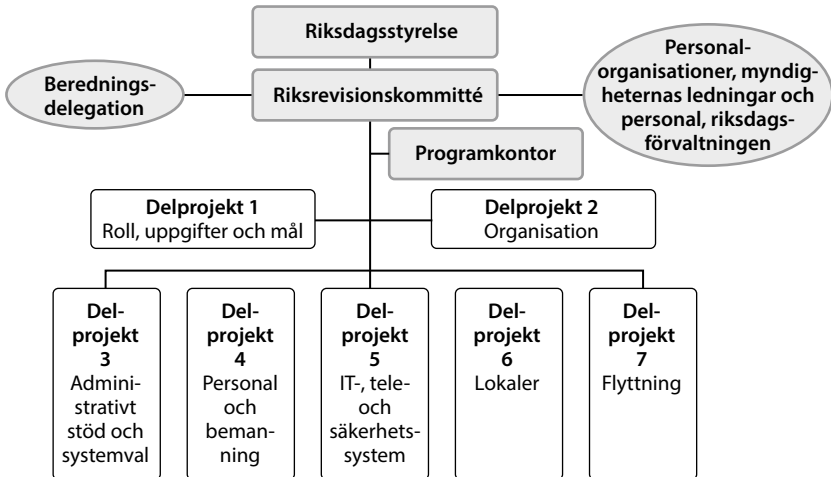 Riksdagsstyrelse
Berednings-
delegation
Riksrevisionskommitté
Personal-
organisationer, myndig-
heternas ledningar och
personal, riksdags-
förvaltningen
Programkontor
Delprojekt 1
Roll, uppgifter och mål
Delprojekt 2
Organisation
Del-
projekt
3
Admini-
strativt
stöd och
systemval
Del-
projekt
4
Personal
och
beman-
ning
Del-
projekt
5
IT-, tele-
och
säkerhets-
system
Del-
projekt
6
Lokaler
Del-
projekt
7
Flyttning